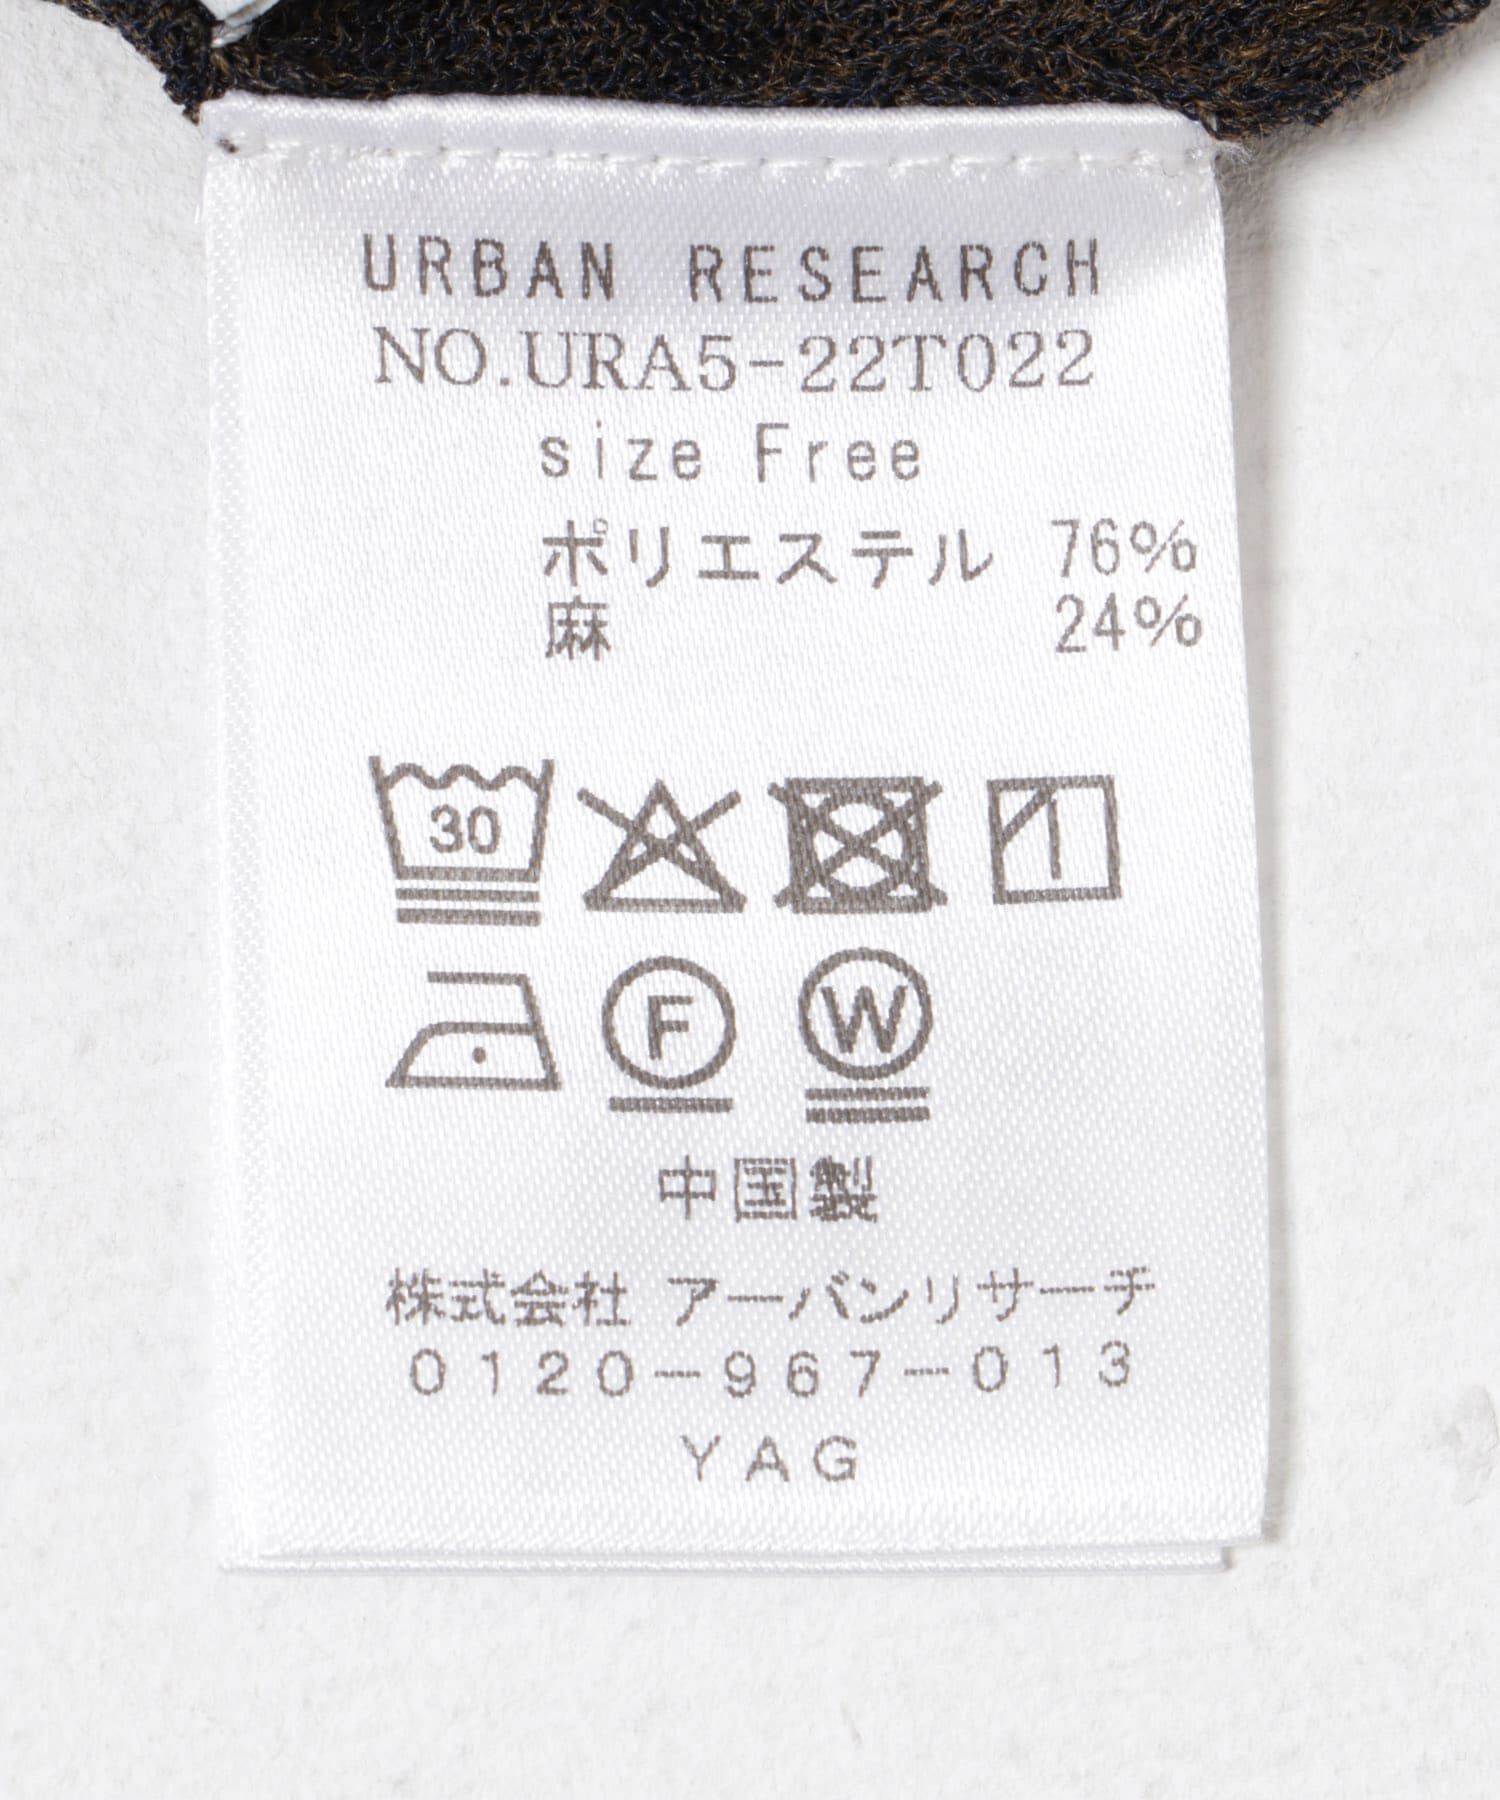 URBAN RESEARCH
NO.URA5-22T022
size Free
ポリエステル 76%
麻 24%
30
F W
中国製
株式会社 アーバンリサーチ
0120-967-013
YAG